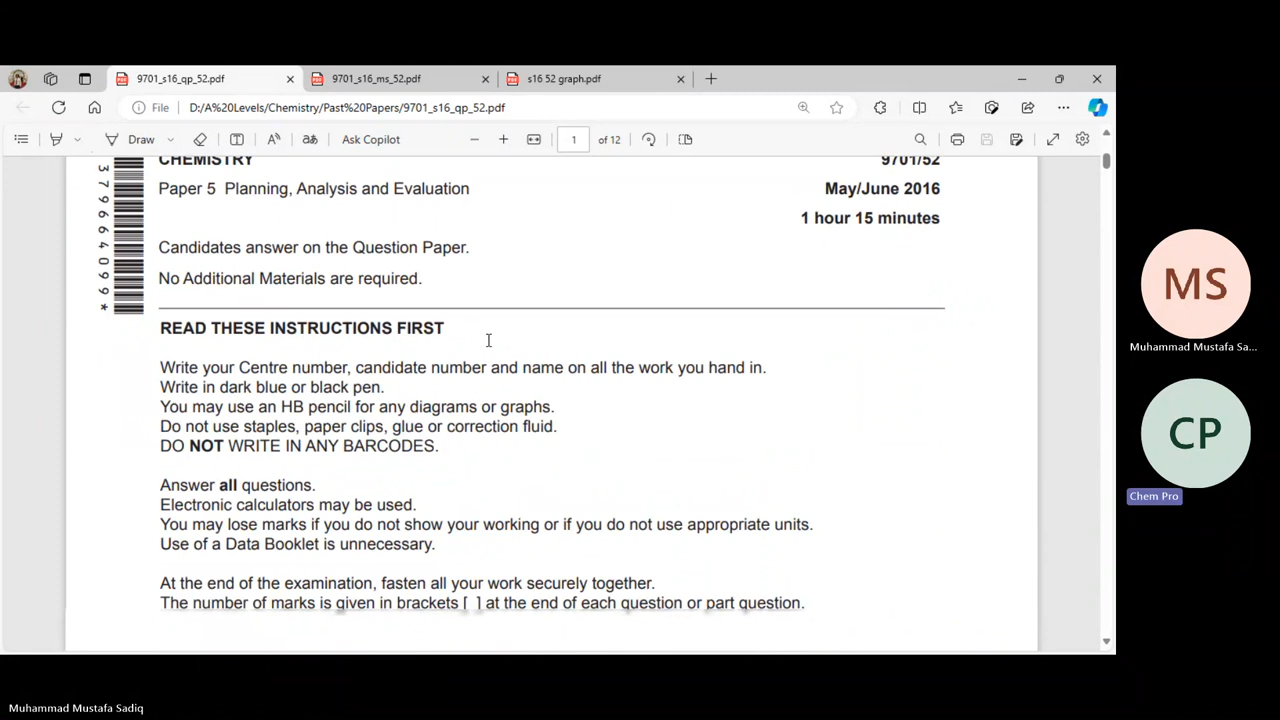 9701_s16_qp_52.pdf
9701_s16_ms_52.pdf
s16 52 graph.pdf
File
D:/A%20Levels/Chemistry/Past%20Papers/9701_s16_qp_52.pdf
Draw
Ask Copilot
1 of 12
CHEMISTRY 9701/52
Paper 5 Planning, Analysis and Evaluation May/June 2016
1 hour 15 minutes
Candidates answer on the Question Paper.
No Additional Materials are required.
READ THESE INSTRUCTIONS FIRST
Write your Centre number, candidate number and name on all the work you hand in.
Write in dark blue or black pen.
You may use an HB pencil for any diagrams or graphs.
Do not use staples, paper clips, glue or correction fluid.
DO NOT WRITE IN ANY BARCODES.
Answer all questions.
Electronic calculators may be used.
You may lose marks if you do not show your working or if you do not use appropriate units.
Use of a Data Booklet is unnecessary.
At the end of the examination, fasten all your work securely together.
The number of marks is given in brackets [ ] at the end of each question or part question.
3 7 9 6 6 4 0 9 9 *
MS
Muhammad Mustafa Sa...
CP
Chem Pro
Muhammad Mustafa Sadiq